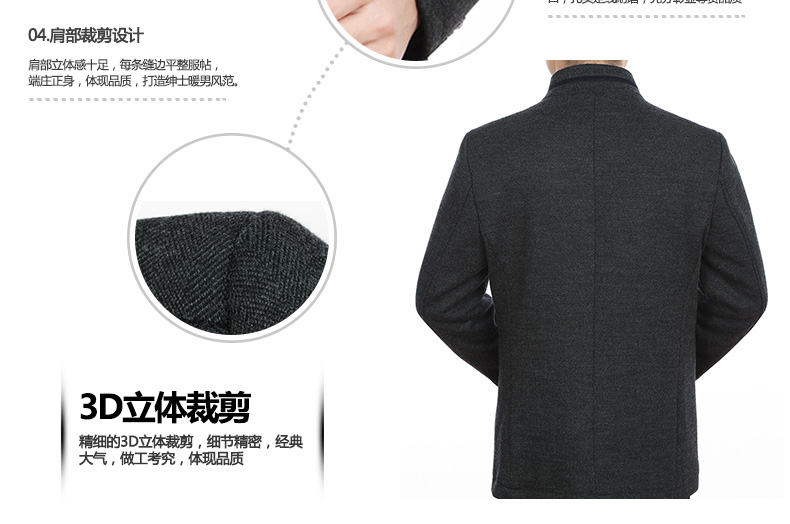 04.肩部裁剪设计
肩部立体感十足，每条缝边平整服帖，
端庄正身，体现品质，打造绅士暖男风范。
3D立体裁剪
精细的3D立体裁剪，细节精密，经典
大气，做工考究，体现品质